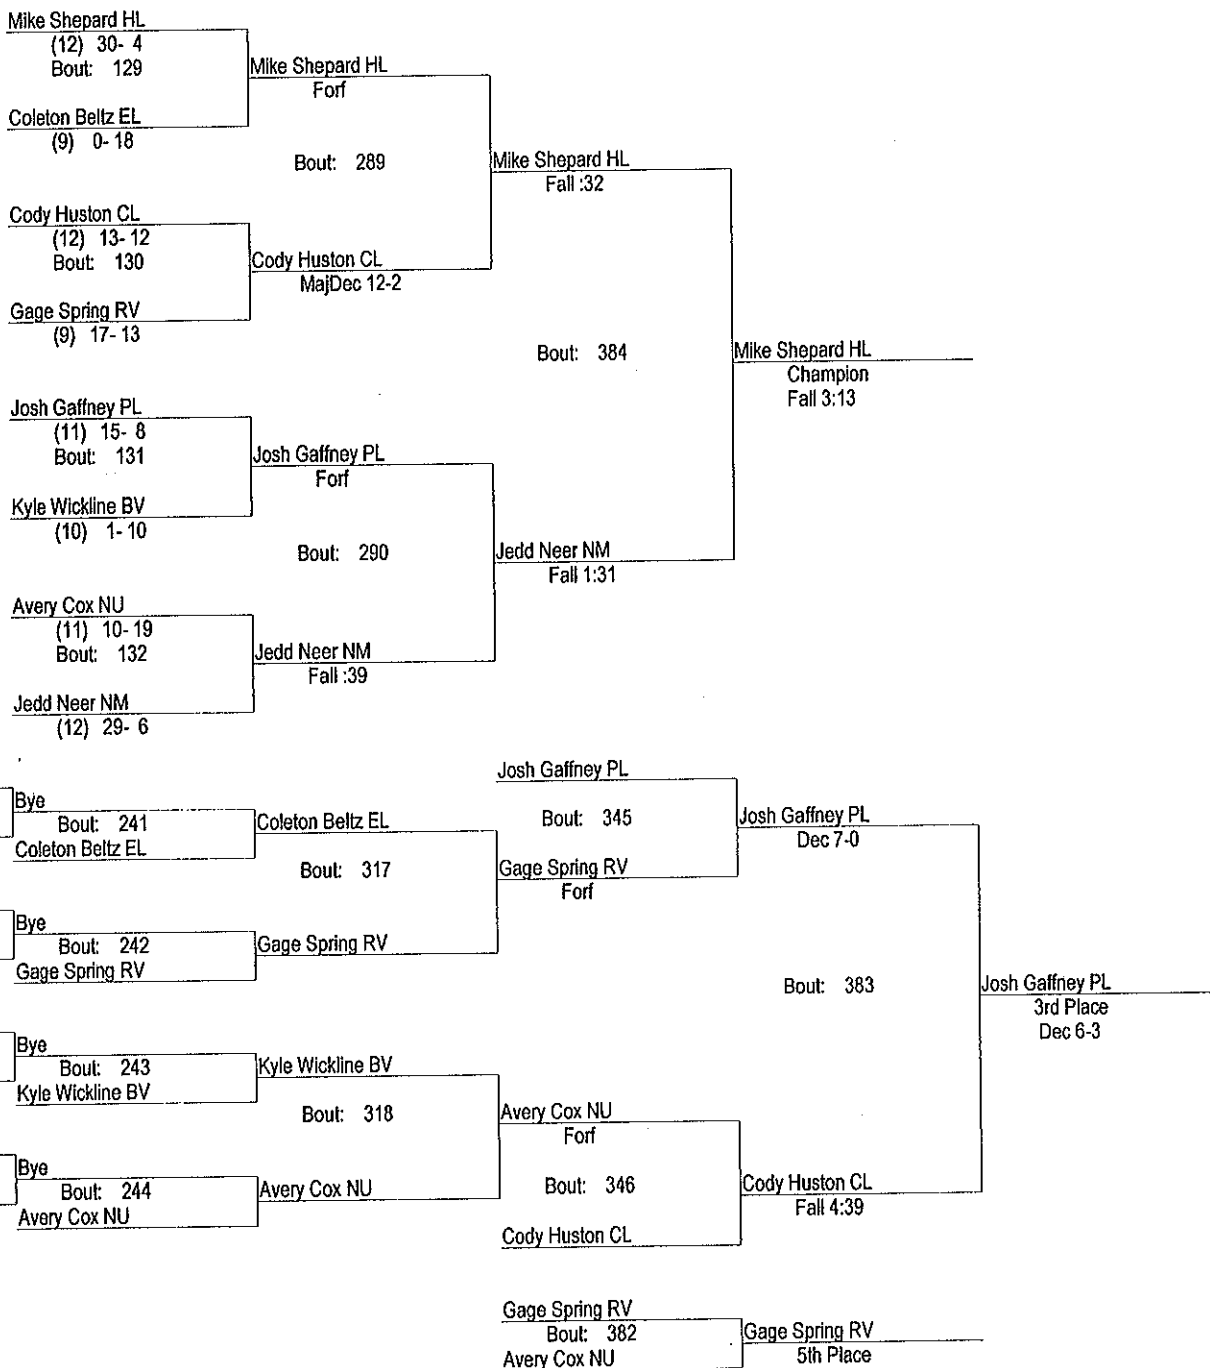 Mike Shepard HL
(12) 30- 4
Bout: 129
Coleton Beltz EL
(9) 0- 18
Mike Shepard HL
Forf
Bout: 289
Cody Huston CL
(12) 13- 12
Bout: 130
Gage Spring RV
(9) 17- 13
Cody Huston CL
MajDec 12-2
Mike Shepard HL
Fall :32
Bout: 384
Josh Gaffney PL
(11) 15- 8
Bout: 131
Kyle Wickline BV
(10) 1- 10
Josh Gaffney PL
Forf
Bout: 290
Avery Cox NU
(11) 10- 19
Bout: 132
Jedd Neer NM
(12) 29- 6
Jedd Neer NM
Fall :39
Jedd Neer NM
Fall 1:31
Mike Shepard HL
Champion
Fall 3:13
Bye
Bout: 241
Coleton Beltz EL
Coleton Beltz EL
Bout: 317
Bye
Bout: 242
Gage Spring RV
Gage Spring RV
Josh Gaffney PL
Bout: 345
Gage Spring RV
Forf
Josh Gaffney PL
Dec 7-0
Bout: 383
Bye
Bout: 243
Kyle Wickline BV
Kyle Wickline BV
Bout: 318
Bye
Bout: 244
Avery Cox NU
Avery Cox NU
Avery Cox NU
Forf
Bout: 346
Cody Huston CL
Cody Huston CL
Fall 4:39
Josh Gaffney PL
3rd Place
Dec 6-3
Gage Spring RV
Bout: 382
Avery Cox NU
Gage Spring RV
5th Place